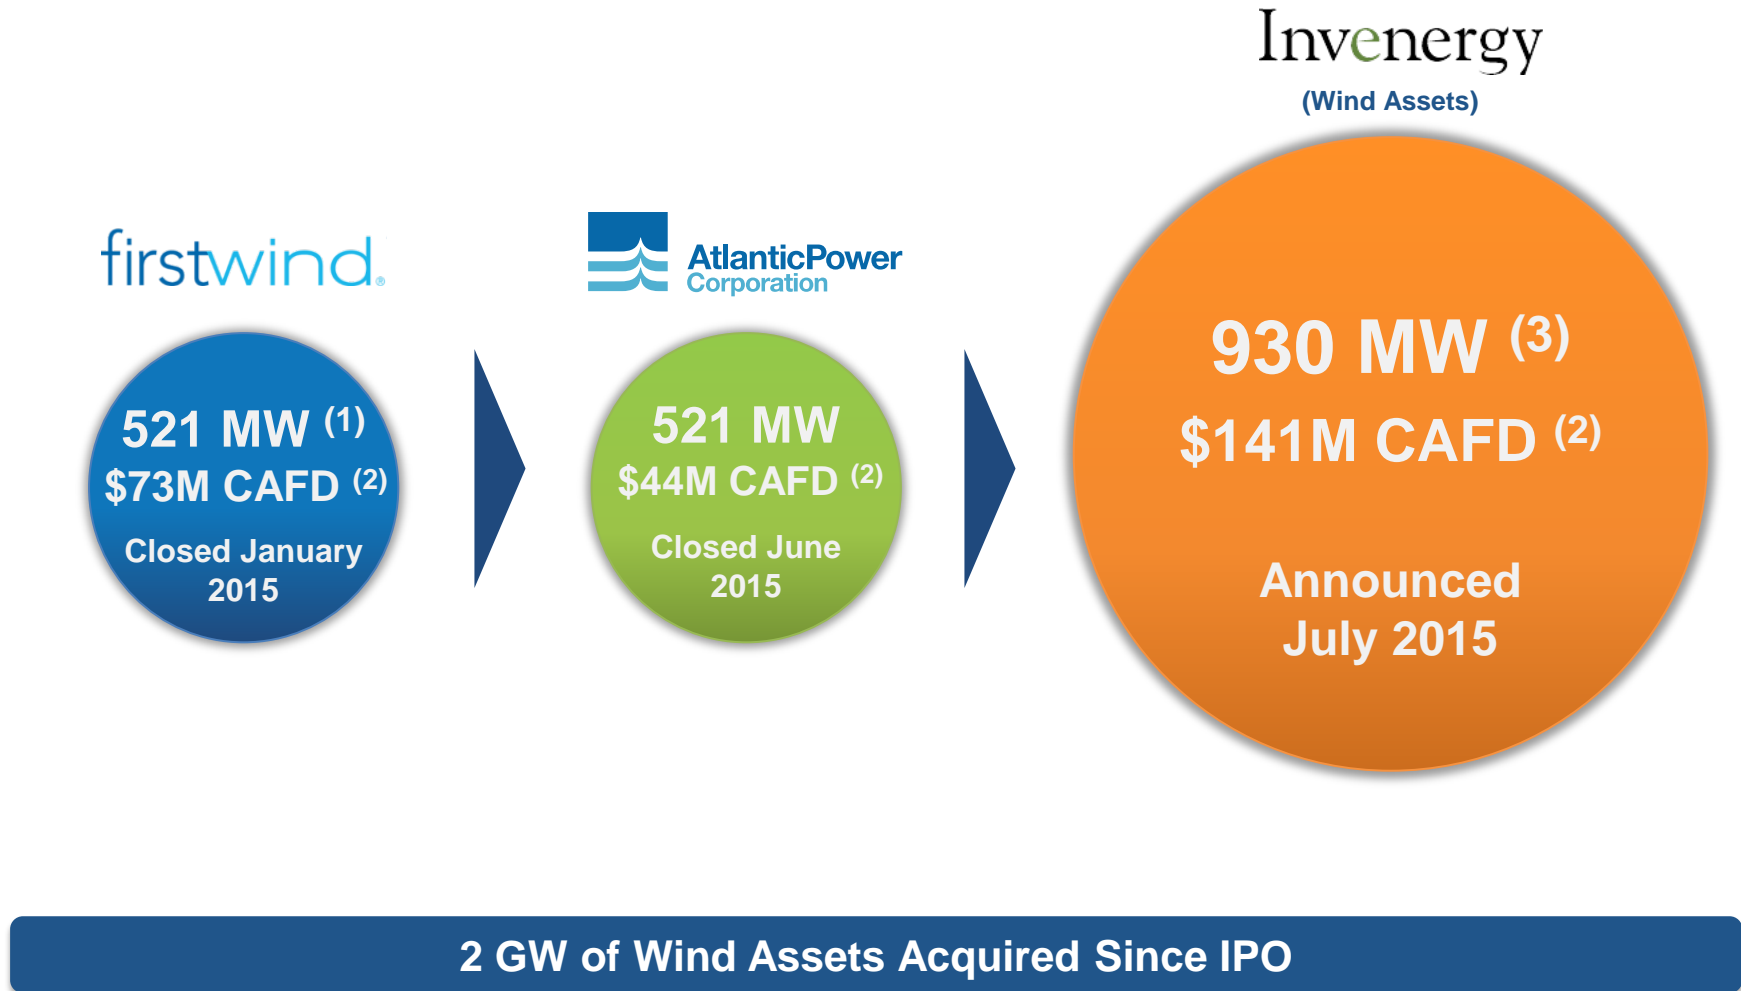 firstwind®
521 MW (1)
$73M CAFD (2)
Closed January
2015
AtlanticPower
Corporation
521 MW
$44M CAFD (2)
Closed June
2015
Invenergy
(Wind Assets)
930 MW (3)
$141M CAFD (2)
Announced
July 2015
2 GW of Wind Assets Acquired Since IPO